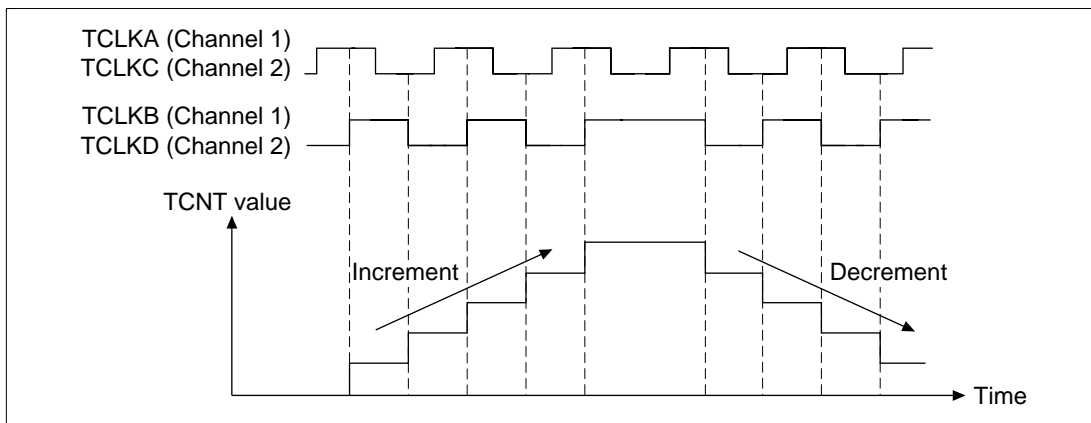 TCLKA (Channel 1)
TCLKC (Channel 2)
TCLKB (Channel 1)
TCLKD (Channel 2)
TCNT value
Increment
Decrement
Time